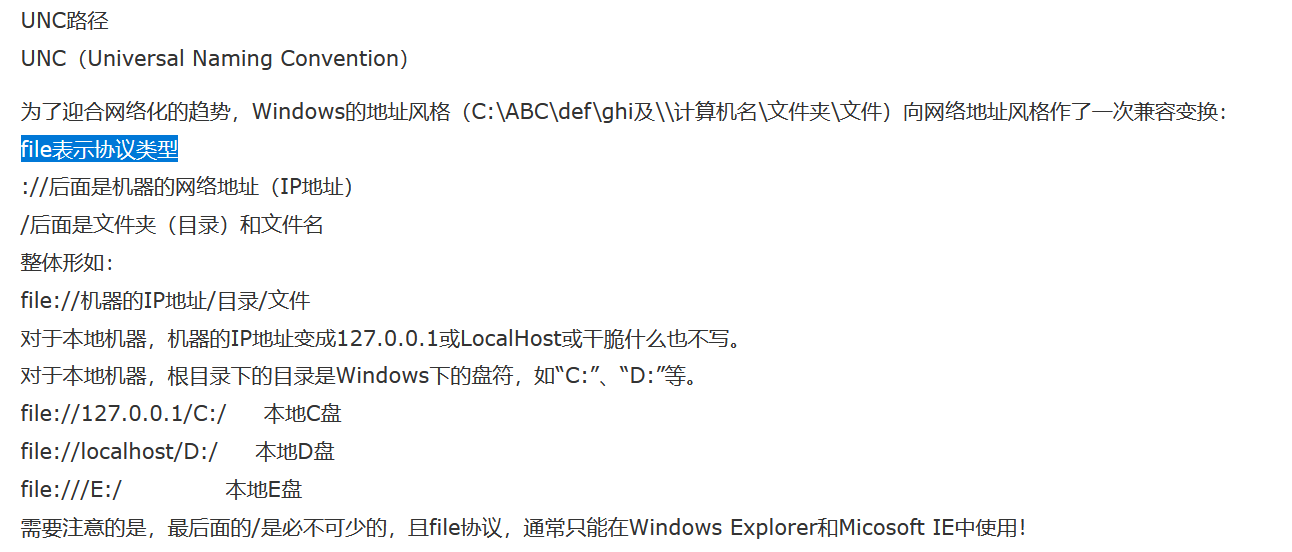 UNC路径
UNC（Universal Naming Convention）
为了迎合网络化的趋势，Windows的地址风格（C:\ABC\def\ghi及\\计算机名\文件夹\文件）向网络地址风格作了一次兼容变换：
file表示协议类型
://后面是机器的网络地址（IP地址）
/后面是文件夹（目录）和文件名
整体形如：
file://机器的IP地址/目录/文件
对于本地机器，机器的IP地址变成127.0.0.1或LocalHost或干脆什么也不写。
对于本地机器，根目录下的目录是Windows下的盘符，如“C:”、“D:”等。
file://127.0.0.1/C:/ 本地C盘
file://localhost/D:/ 本地D盘
file:///E:/ 本地E盘
需要注意的是，最后面的/是必不可少的，且file协议，通常只能在Windows Explorer和Micosoft IE中使用！